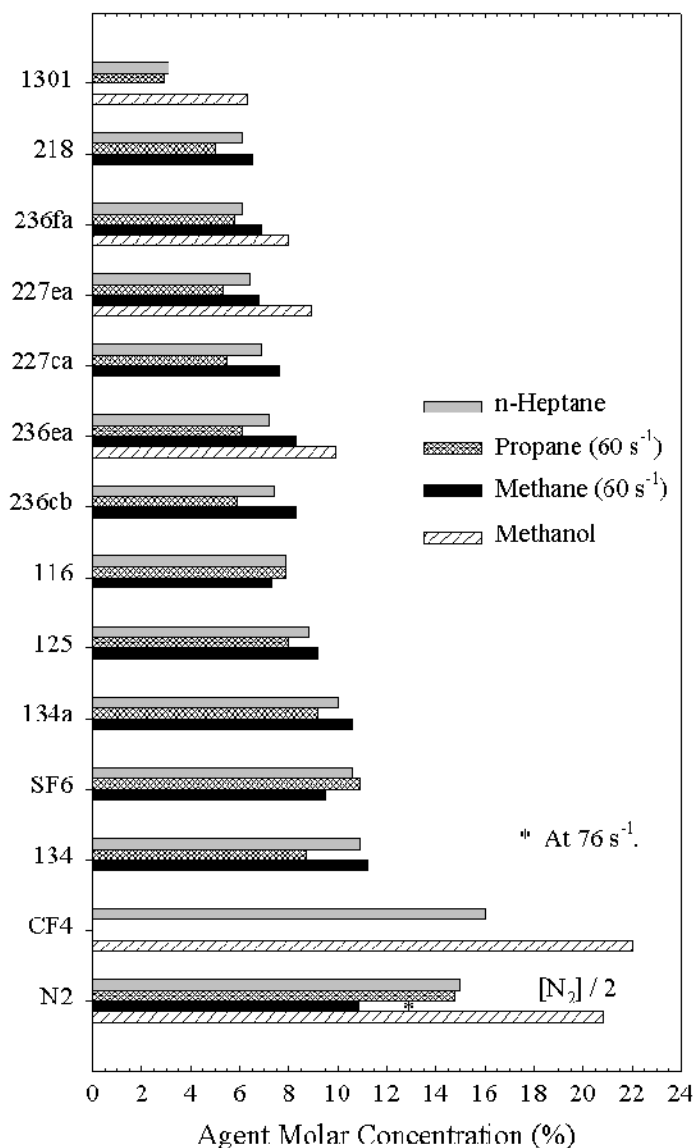 1301
218
236fa
227ea
227ca
236ea
n-Heptane
Propane (60 s⁻¹)
236cb
Methane (60 s⁻¹)
Methanol
116
125
134a
SF6
* At 76 s⁻¹.
134
CF4
[N₂] / 2
N2
*
0 2 4 6 8 10 12 14 16 18 20 22 24
Agent Molar Concentration (%)